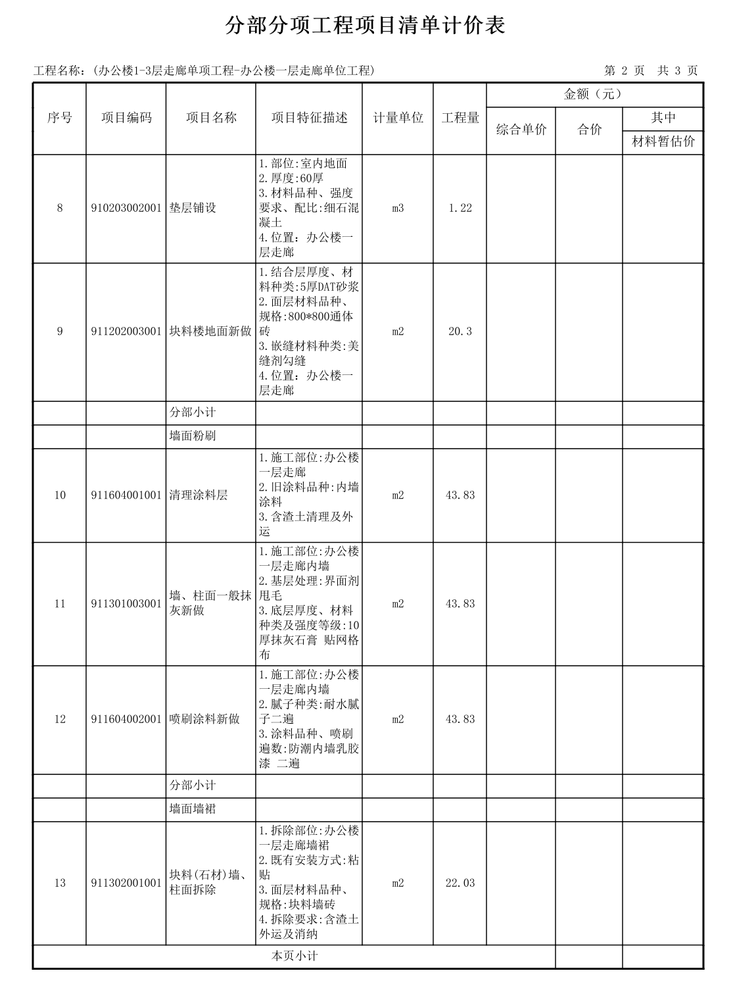 分部分项工程项目清单计价表
工程名称：(办公楼1-3层走廊单项工程-办公楼一层走廊单位工程)
第 2 页 共 3 页
序号 项目编码 项目名称 项目特征描述 计量单位 工程量 金额（元）
综合单价 合价 其中
材料暂估价
8 910203002001 垫层铺设 m3 1.22
1.部位:室内地面
2.厚度:60厚
3.材料品种、强度
要求、配比:细石混
凝土
4.位置：办公楼一
层走廊
9 911202003001 块料楼地面新做 m2 20.3
1.结合层厚度、材
料种类:5厚DAT砂浆
2.面层材料品种、
规格:800*800通体
砖
3.嵌缝材料种类:美
缝剂勾缝
4.位置：办公楼一
层走廊
分部小计
墙面粉刷
10 911604001001 清理涂料层 m2 43.83
1.施工部位:办公楼
一层走廊
2.旧涂料品种:内墙
涂料
3.含渣土清理及外
运
11 911301003001 m2 43.83
墙、柱面一般抹
灰新做
1.施工部位:办公楼
一层走廊内墙
2.基层处理:界面剂
甩毛
3.底层厚度、材料
种类及强度等级:10
厚抹灰石膏 贴网格
布
12 911604002001 喷刷涂料新做 m2 43.83
1.施工部位:办公楼
一层走廊内墙
2.腻子种类:耐水腻
子二遍
3.涂料品种、喷刷
遍数:防潮内墙乳胶
漆 二遍
分部小计
墙面墙裙
13 911302001001 m2 22.03
块料(石材)墙、
柱面拆除
1.拆除部位:办公楼
一层走廊墙裙
2.既有安装方式:粘
贴
3.面层材料品种、
规格:块料墙砖
4.拆除要求:含渣土
外运及消纳
本页小计